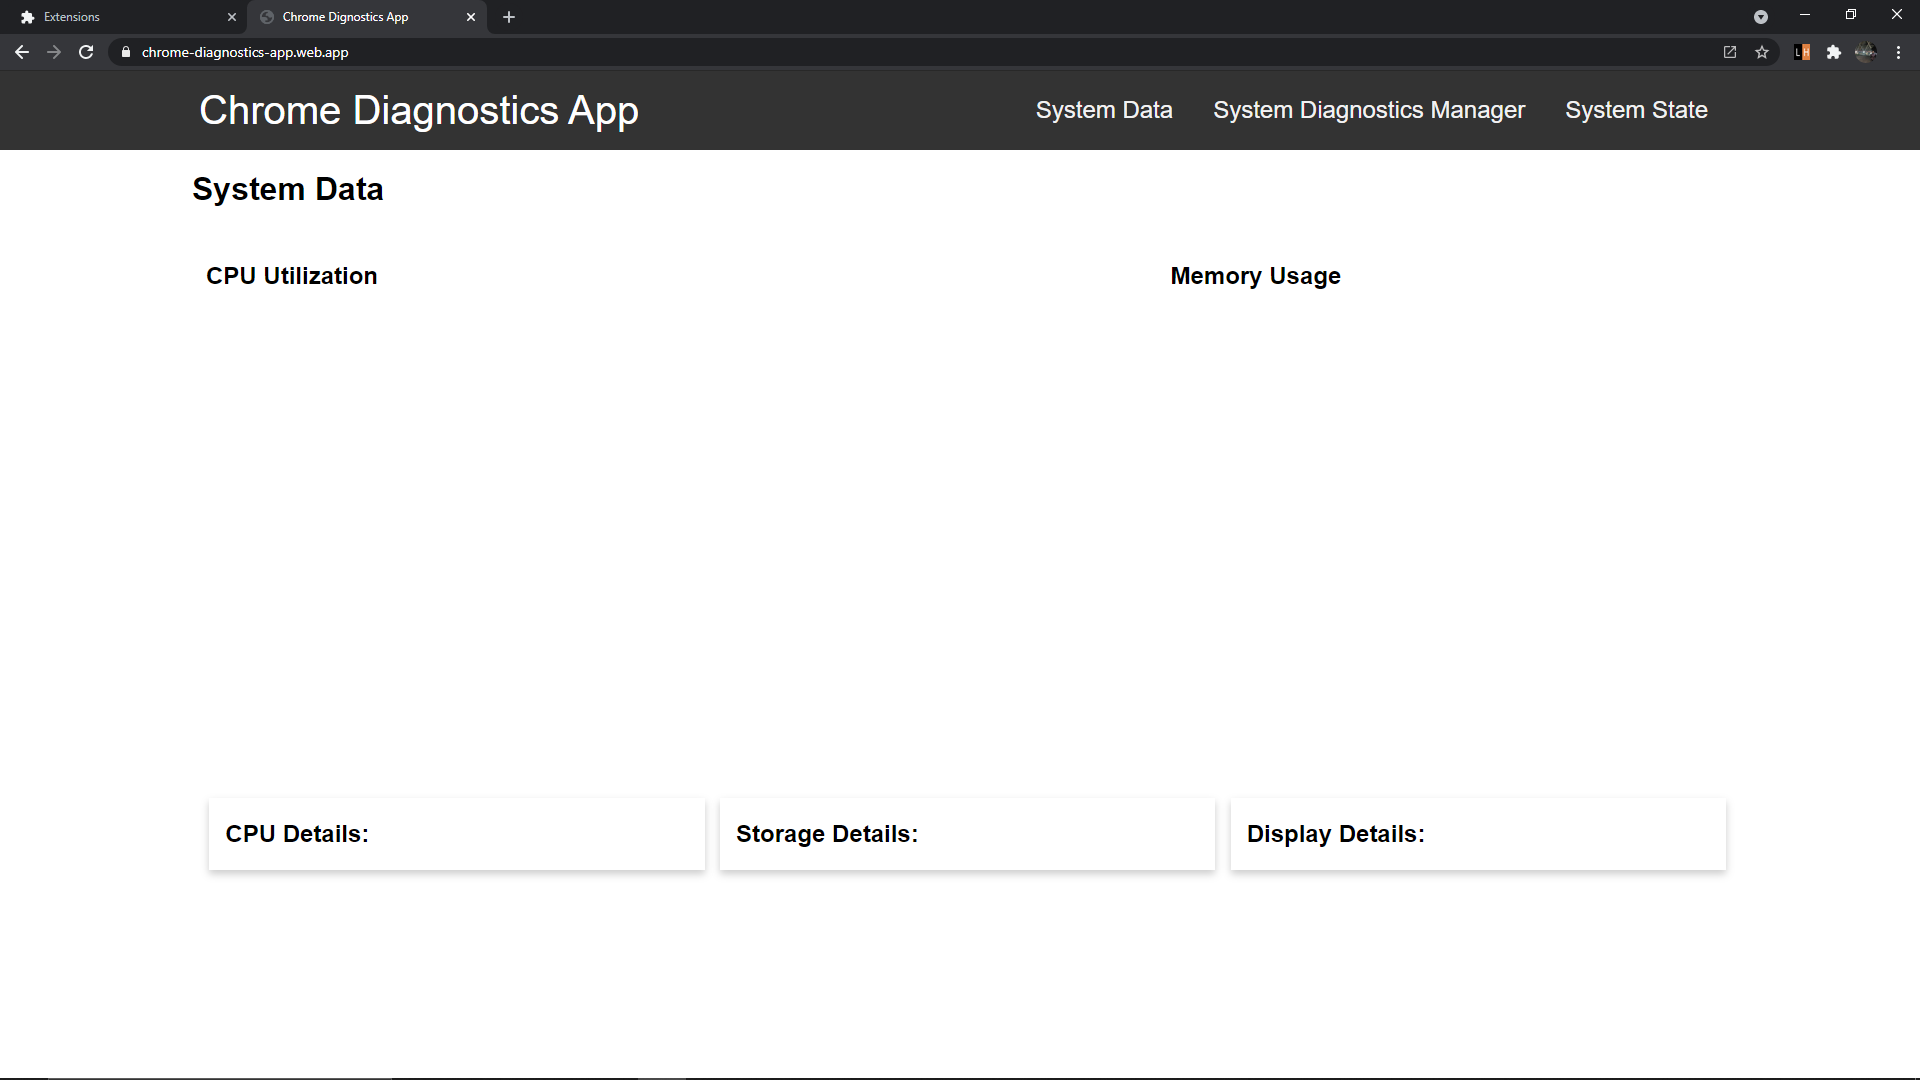 Extensions
Chrome Dignostics App
chrome-diagnostics-app.web.app
LH
Chrome Diagnostics App
System Data
System Diagnostics Manager
System State
System Data
CPU Utilization
Memory Usage
CPU Details:
Storage Details:
Display Details: